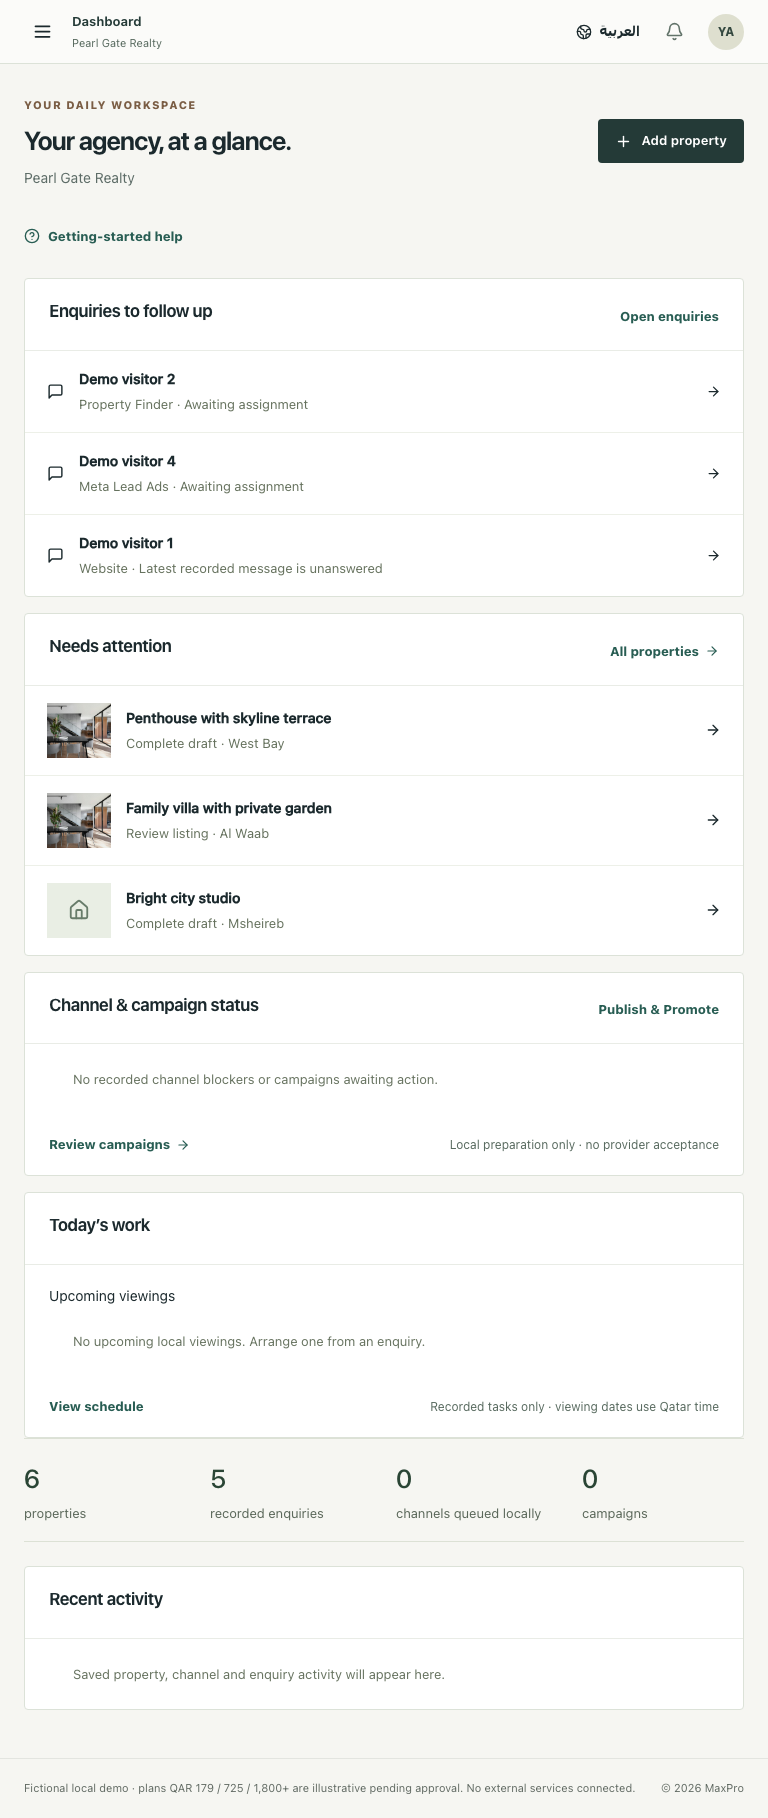 Dashboard
Pearl Gate Realty
العربية
YA
YOUR DAILY WORKSPACE
Your agency, at a glance.
Pearl Gate Realty
Add property
Getting-started help
Enquiries to follow up
Open enquiries
Demo visitor 2
Property Finder · Awaiting assignment
Demo visitor 4
Meta Lead Ads · Awaiting assignment
Demo visitor 1
Website · Latest recorded message is unanswered
Needs attention
All properties
Penthouse with skyline terrace
Complete draft · West Bay
Family villa with private garden
Review listing · Al Waab
Bright city studio
Complete draft · Msheireb
Channel & campaign status
Publish & Promote
No recorded channel blockers or campaigns awaiting action.
Review campaigns
Local preparation only · no provider acceptance
Today’s work
Upcoming viewings
No upcoming local viewings. Arrange one from an enquiry.
View schedule
Recorded tasks only · viewing dates use Qatar time
6
properties
5
recorded enquiries
0
channels queued locally
0
campaigns
Recent activity
Saved property, channel and enquiry activity will appear here.
Fictional local demo · plans QAR 179 / 725 / 1,800+ are illustrative pending approval. No external services connected.
© 2026 MaxPro